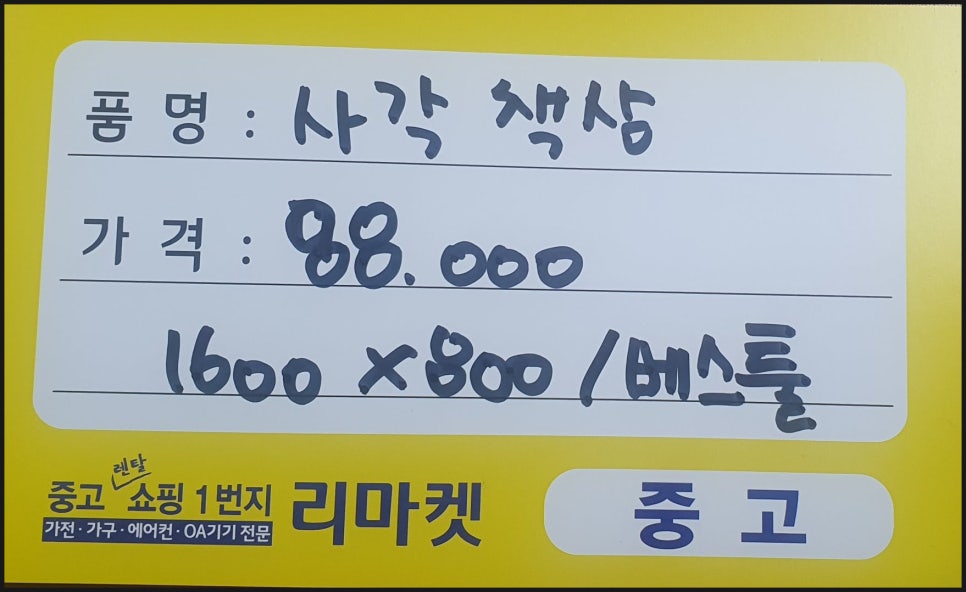 품 명 : 사각 책상
가 격 : 88.000
1600 × 800 / 베스툴
렌탈
중고 쇼핑 1번지
가전 · 가구 · 에어컨 · OA기기 전문
리마켓
중 고